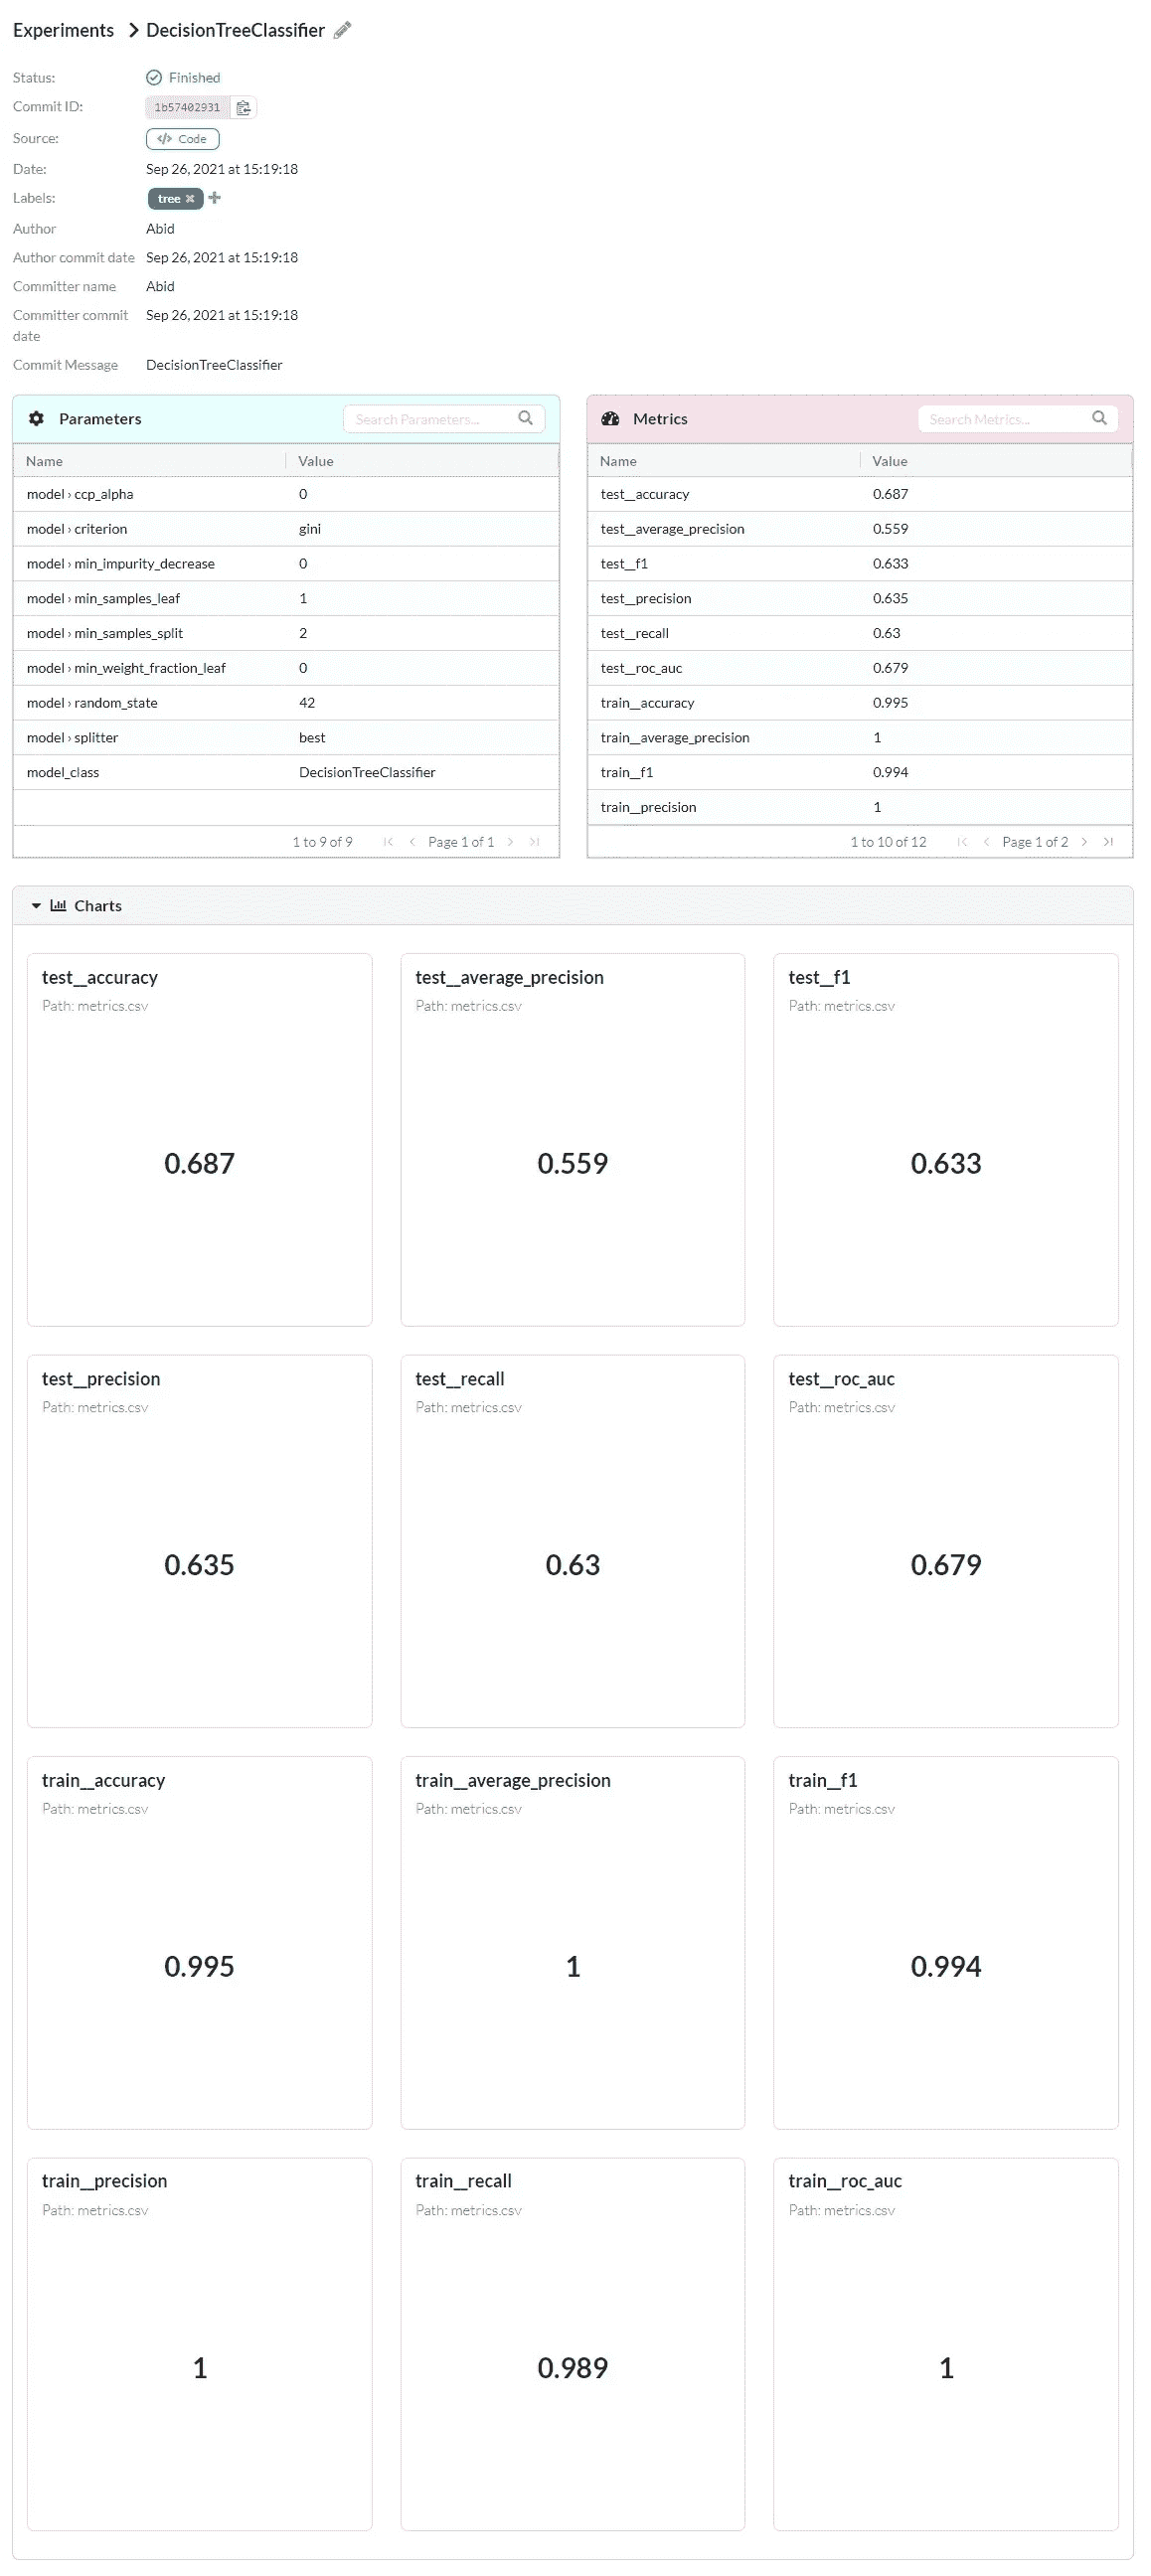 Experiments > DecisionTreeClassifier
Status: Finished
Commit ID: 1b57402931
Source: </> Code
Date: Sep 26, 2021 at 15:19:18
Labels: tree ✖ +
Author Abid
Author commit date Sep 26, 2021 at 15:19:18
Committer name Abid
Committer commit Sep 26, 2021 at 15:19:18
date
Commit Message DecisionTreeClassifier
Parameters Search Parameters...
Name Value
model › ccp_alpha 0
model › criterion gini
model › min_impurity_decrease 0
model › min_samples_leaf 1
model › min_samples_split 2
model › min_weight_fraction_leaf 0
model › random_state 42
model › splitter best
model_class DecisionTreeClassifier
1 to 9 of 9 Page 1 of 1
Metrics Search Metrics...
Name Value
test__accuracy 0.687
test__average_precision 0.559
test__f1 0.633
test__precision 0.635
test__recall 0.63
test__roc_auc 0.679
train__accuracy 0.995
train__average_precision 1
train__f1 0.994
train__precision 1
1 to 10 of 12 Page 1 of 2
Charts
test__accuracy
Path: metrics.csv
0.687
test__average_precision
Path: metrics.csv
0.559
test__f1
Path: metrics.csv
0.633
test__precision
Path: metrics.csv
0.635
test__recall
Path: metrics.csv
0.63
test__roc_auc
Path: metrics.csv
0.679
train__accuracy
Path: metrics.csv
0.995
train__average_precision
Path: metrics.csv
1
train__f1
Path: metrics.csv
0.994
train__precision
Path: metrics.csv
1
train__recall
Path: metrics.csv
0.989
train__roc_auc
Path: metrics.csv
1